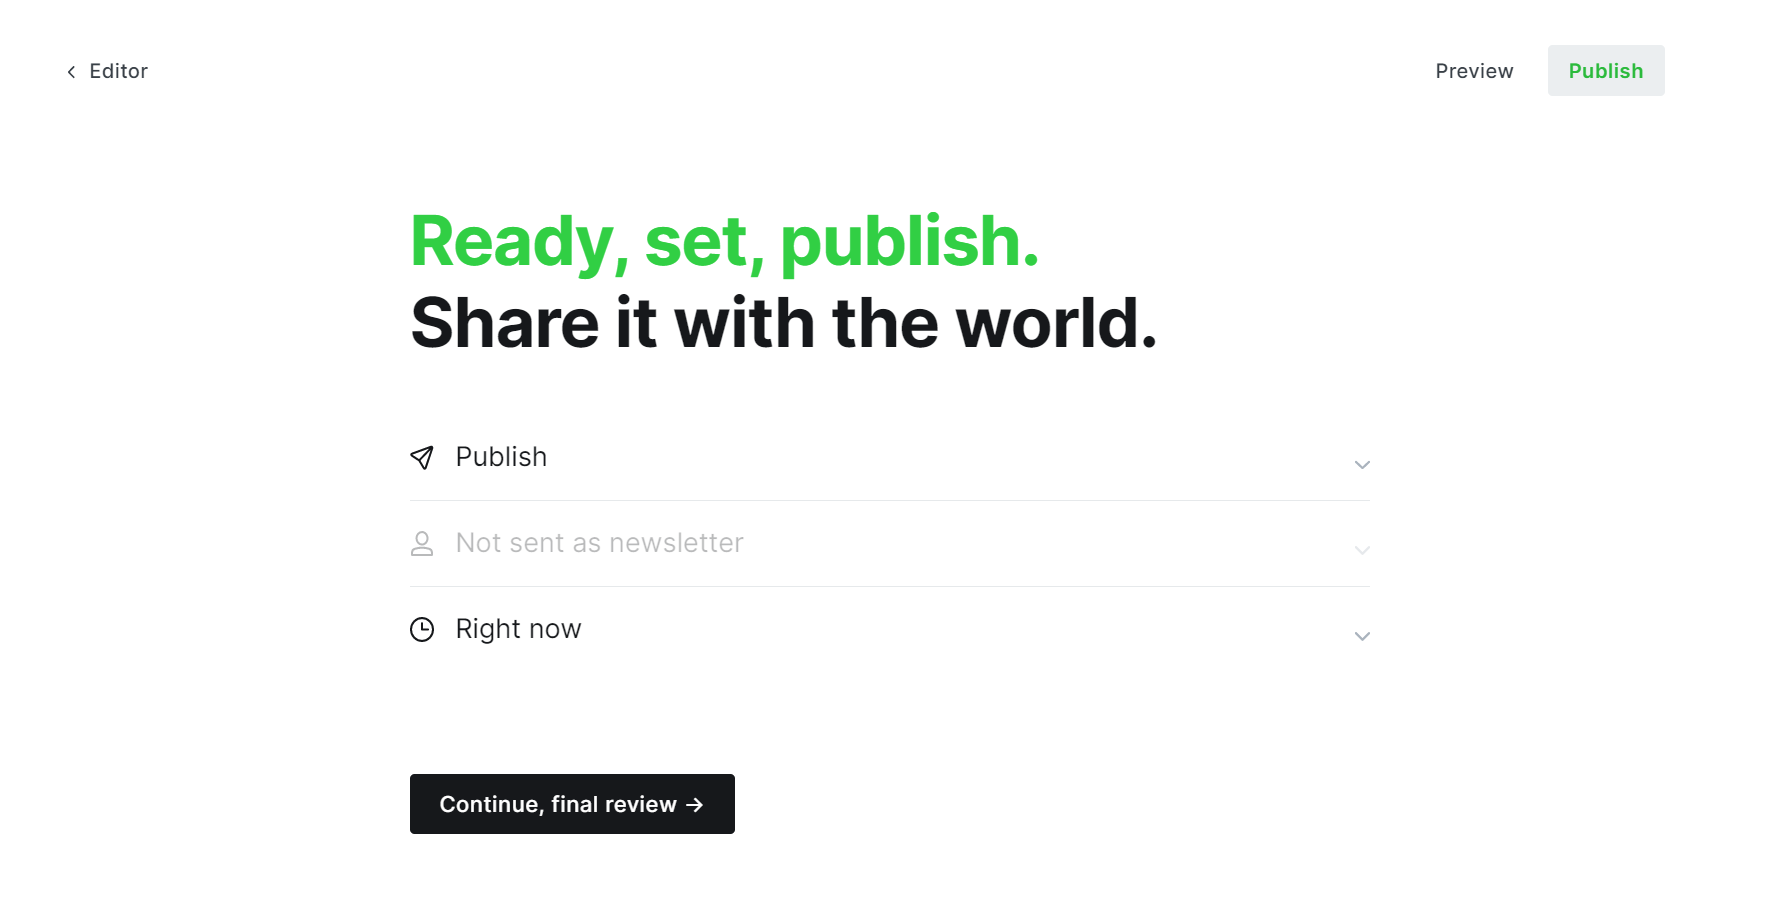 Editor
Preview
Publish
Ready, set, publish.
Share it with the world.
Publish
Not sent as newsletter
Right now
Continue, final review →